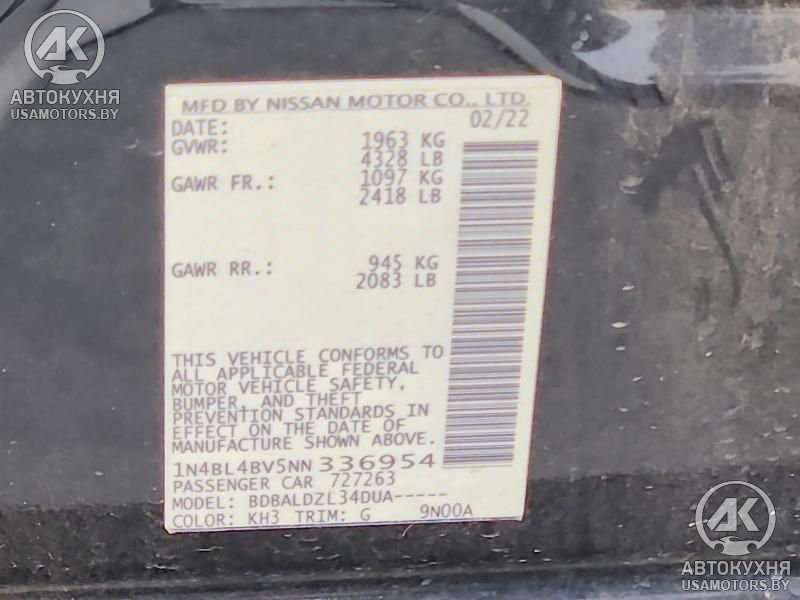 AK
АВТОКУХНЯ
USAMOTORS.BY
MFD BY NISSAN MOTOR CO., LTD.
DATE: 02/22
GVWR: 1963 KG
4328 LB
GAWR FR.: 1097 KG
2418 LB
GAWR RR.: 945 KG
2083 LB
THIS VEHICLE CONFORMS TO
ALL APPLICABLE FEDERAL
MOTOR VEHICLE SAFETY,
BUMPER, AND THEFT
PREVENTION STANDARDS IN
EFFECT ON THE DATE OF
MANUFACTURE SHOWN ABOVE.
1N4BL4BV5NN336954
PASSENGER CAR 727263
MODEL: BDBALDZL34DUA-----
COLOR: KH3 TRIM: G 9N00A
AK
АВТОКУХНЯ
USAMOTORS.BY